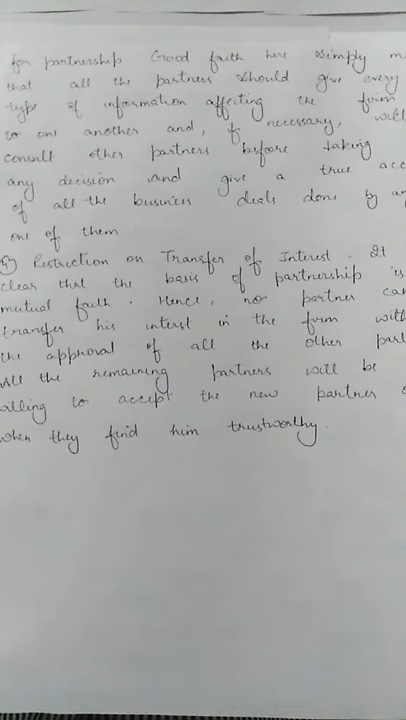 for partnership Good faith here simply m
that all the partners should give every
type of information affecting the firm
to one another and, if necessary, will
consult other partners before taking
any decision and give a true acc
of all the business deals done by an
one of them
Restriction on Transfer of Interest. It
clear that the basis of partnership is
mutual faith. Hence, no partner can
transfer his interst in the firm with
the approval of all the other part
All the remaining partners will be
willing to accept the new partner o
when they find him trustworthy.